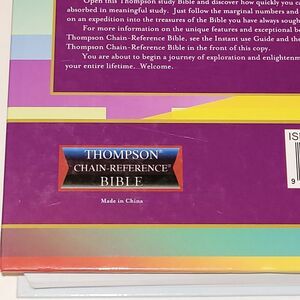 Open this Thompson study Bible and discover how quickly you ca
absorbed in meaningful study. Just follow the marginal numbers and
on an expedition into the treasures of the Bible you have always sough
For more information on the unique features and exceptional be
Thompson Chain-Reference Bible, see the Instant use Guide and the
Thompson Chain-Reference Bible in the front of this copy.
You are about to begin a journey of exploration and enlightenm
your entire lifetime. . .Welcome.
ISB
9
THOMPSON®
CHAIN-REFERENCE®
BIBLE
Made in China